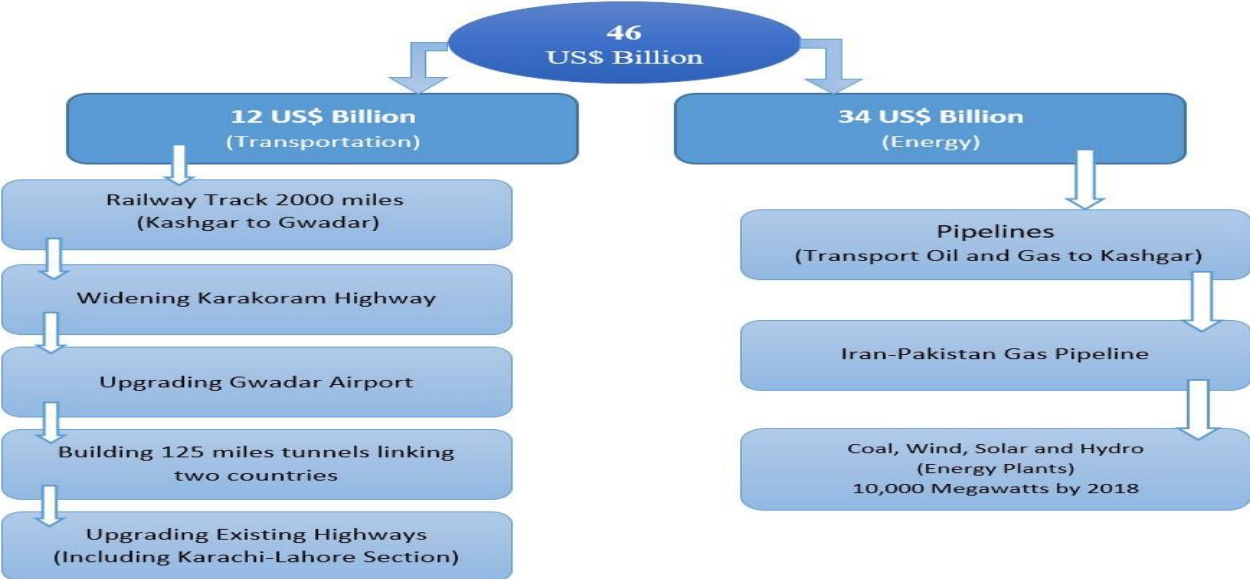 46
US$ Billion
12 US$ Billion
(Transportation)
Railway Track 2000 miles
(Kashgar to Gwadar)
Widening Karakoram Highway
Upgrading Gwadar Airport
Building 125 miles tunnels linking
two countries
Upgrading Existing Highways
(Including Karachi-Lahore Section)
34 US$ Billion
(Energy)
Pipelines
(Transport Oil and Gas to Kashgar)
Iran-Pakistan Gas Pipeline
Coal, Wind, Solar and Hydro
(Energy Plants)
10,000 Megawatts by 2018